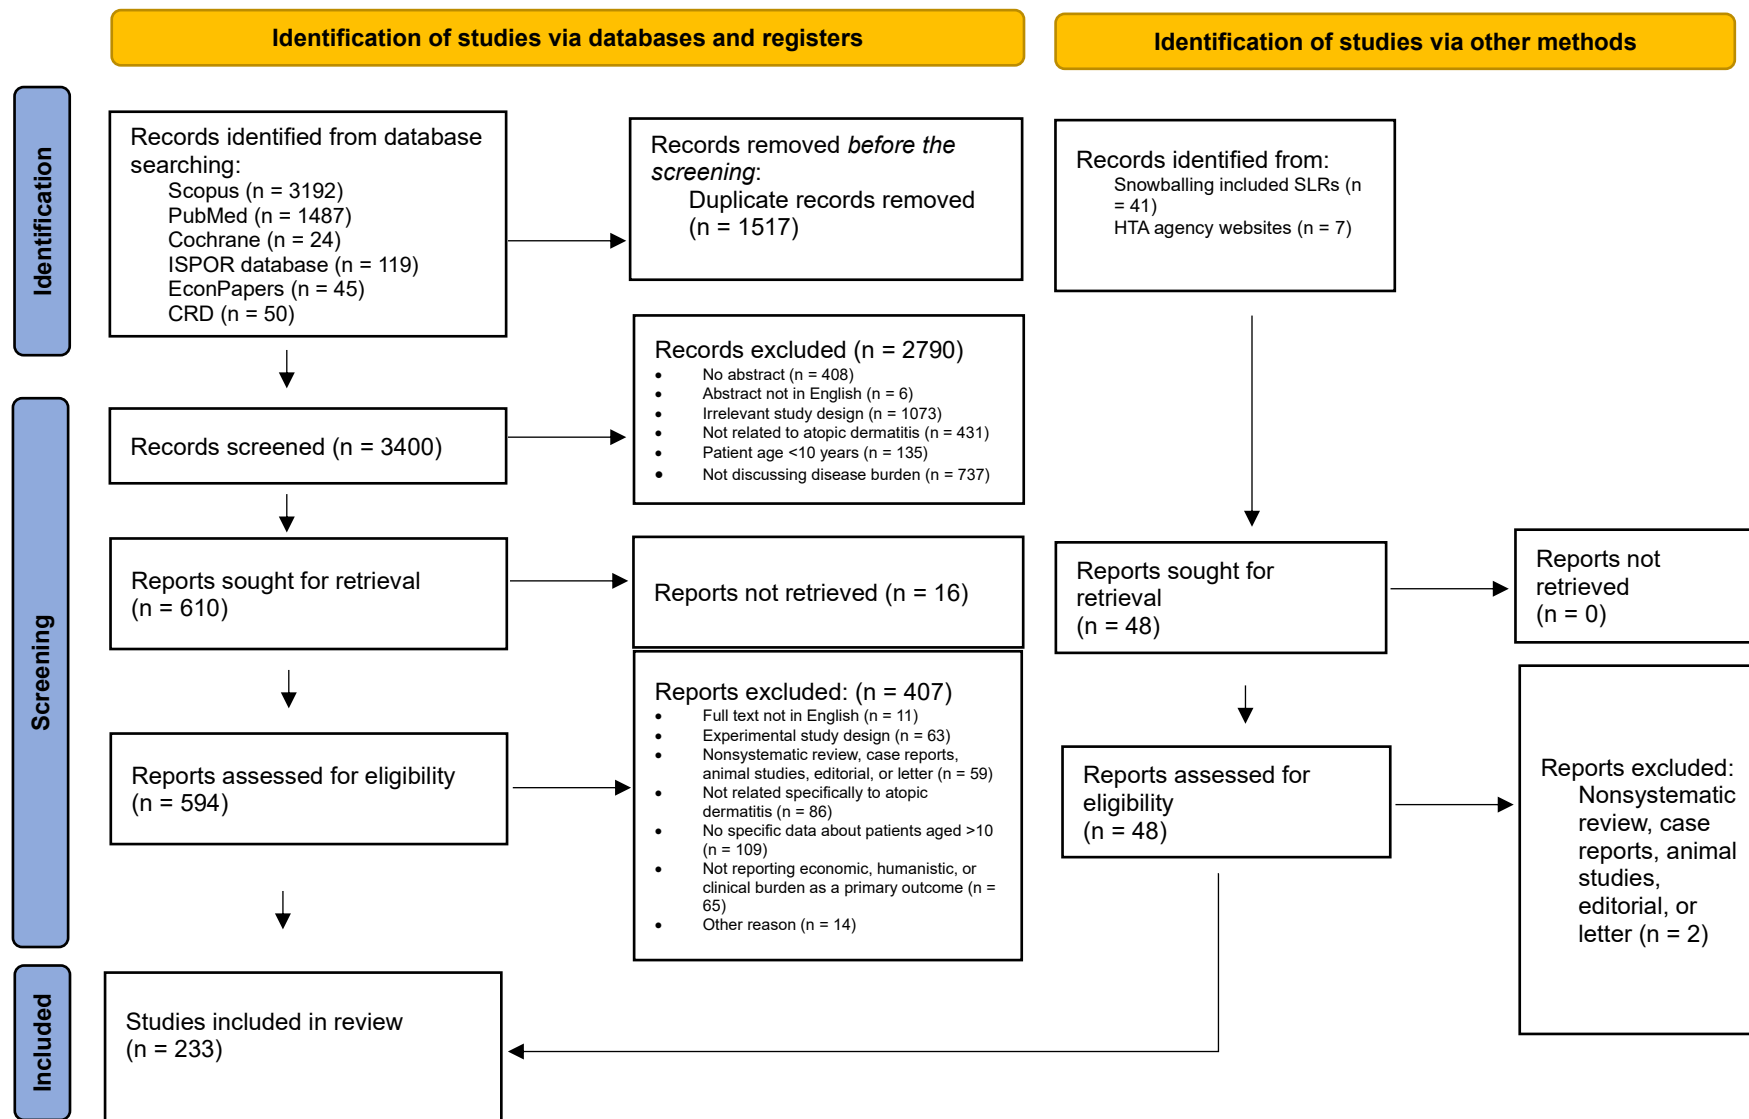 Identification of studies via databases and registers
Identification of studies via other methods
Identification
Records identified from database
searching:
Scopus (n = 3192)
PubMed (n = 1487)
Cochrane (n = 24)
ISPOR database (n = 119)
EconPapers (n = 45)
CRD (n = 50)
Records removed before the
screening:
Duplicate records removed
(n = 1517)
Records identified from:
Snowballing included SLRs (n
= 41)
HTA agency websites (n = 7)
Screening
Records screened (n = 3400)
Records excluded (n = 2790)
• No abstract (n = 408)
• Abstract not in English (n = 6)
• Irrelevant study design (n = 1073)
• Not related to atopic dermatitis (n = 431)
• Patient age <10 years (n = 135)
• Not discussing disease burden (n = 737)
Reports sought for retrieval
(n = 610)
Reports not retrieved (n = 16)
Reports sought for
retrieval
(n = 48)
Reports not
retrieved
(n = 0)
Reports assessed for eligibility
(n = 594)
Reports excluded: (n = 407)
• Full text not in English (n = 11)
• Experimental study design (n = 63)
• Nonsystematic review, case reports,
animal studies, editorial, or letter (n = 59)
• Not related specifically to atopic
dermatitis (n = 86)
• No specific data about patients aged >10
(n = 109)
• Not reporting economic, humanistic, or
clinical burden as a primary outcome (n =
65)
• Other reason (n = 14)
Reports assessed for
eligibility
(n = 48)
Reports excluded:
Nonsystematic
review, case
reports, animal
studies,
editorial, or
letter (n = 2)
Included
Studies included in review
(n = 233)